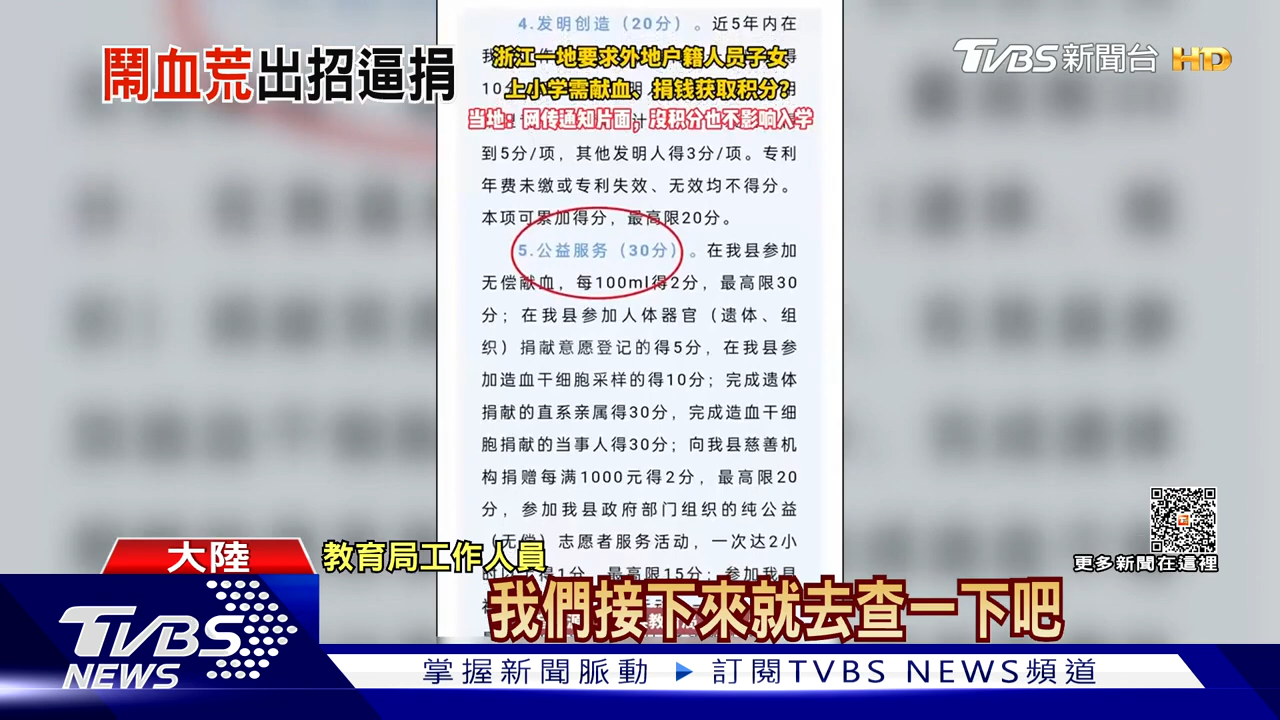 鬧血荒出招逼捐
TVBS新聞台 HD
4.发明创造（20分）。近5年内在
浙江一地要求外地户籍人员子女
上小学需献血、捐钱获取积分？
当地：网传通知片面，没积分也不影响入学
到5分/项，其他发明人得3分/项。专利
年费未缴或专利失效、无效均不得分。
本项可累加得分，最高限20分。
5.公益服务（30分）。在我县参加
无偿献血，每100ml得2分，最高限30
分；在我县参加人体器官（遗体、组
织）捐献意愿登记的得5分，在我县参
加造血干细胞采样的得10分；完成遗体
捐献的直系亲属得30分，完成造血干细
胞捐献的当事人得30分；向我县慈善机
构捐赠每满1000元得2分，最高限20
分，参加我县政府部门组织的纯公益
（无偿）志愿者服务活动，一次达2小
得1分，最高限15分；参加我县
更多新聞在這裡
大陸
教育局工作人員
我們接下來就去查一下吧
TVBS
NEWS
掌握新聞脈動 ▶ 訂閱TVBS NEWS頻道